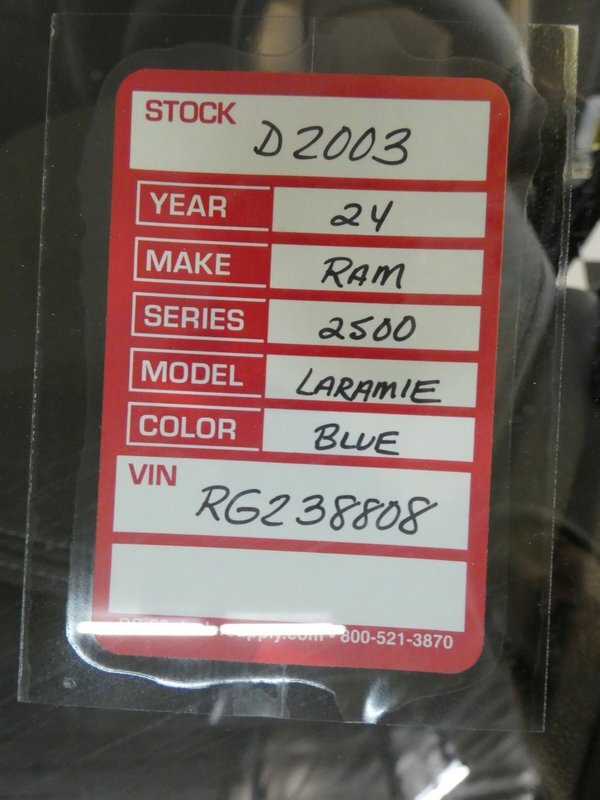 STOCK D2003
YEAR 24
MAKE RAM
SERIES 2500
MODEL LARAMIE
COLOR BLUE
VIN
RG238808
800-521-3870